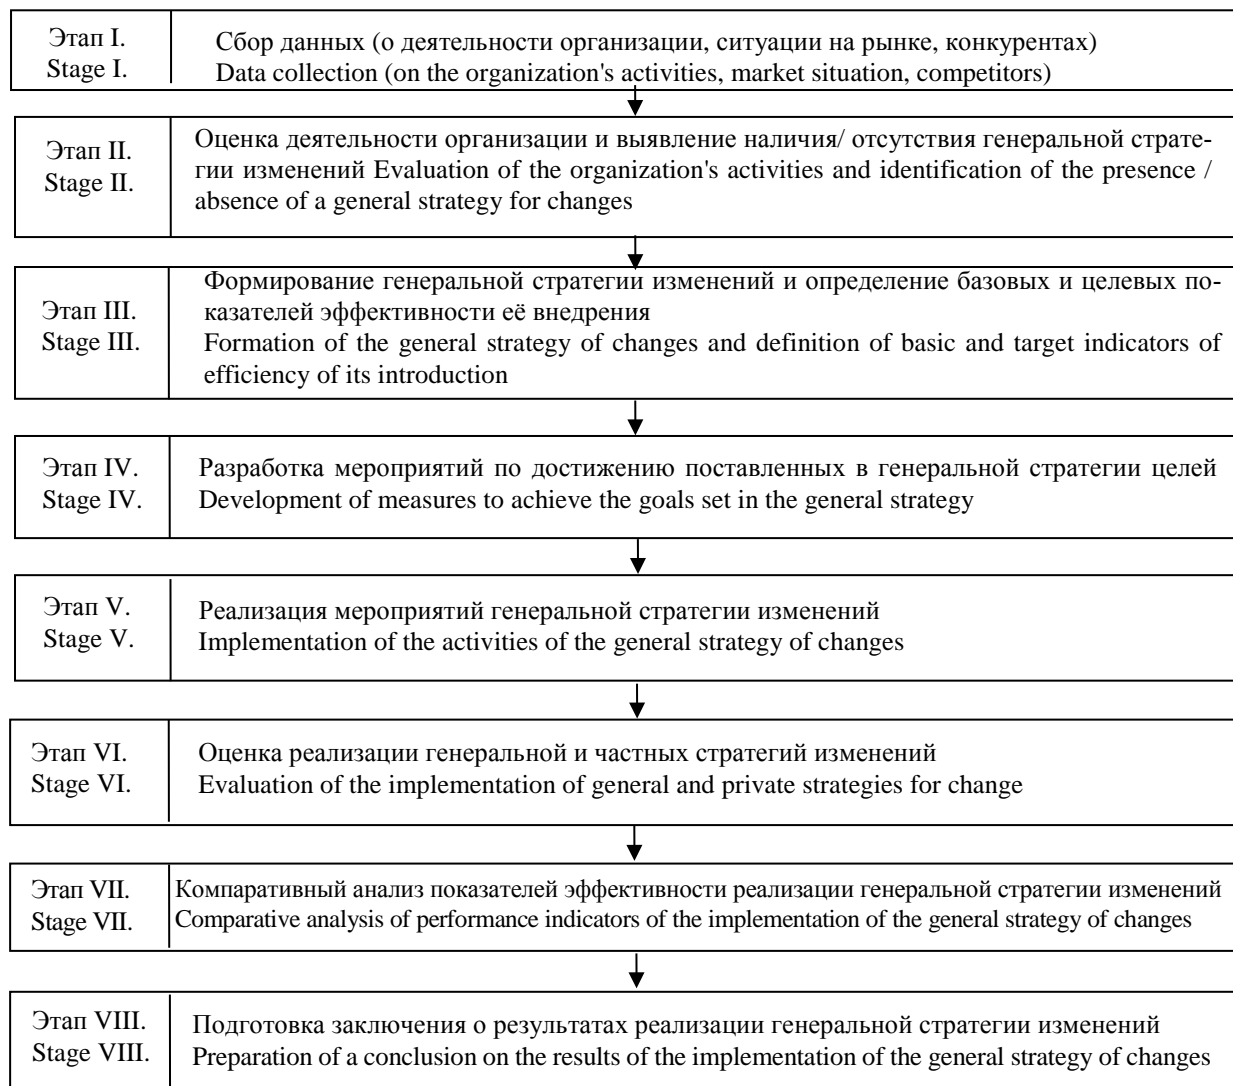 Этап I.
Stage I.
Сбор данных (о деятельности организации, ситуации на рынке, конкурентах)
Data collection (on the organization's activities, market situation, competitors)
Этап II.
Stage II.
Оценка деятельности организации и выявление наличия/ отсутствия генеральной страте-
гии изменений Evaluation of the organization's activities and identification of the presence /
absence of a general strategy for changes
Этап III.
Stage III.
Формирование генеральной стратегии изменений и определение базовых и целевых по-
казателей эффективности её внедрения
Formation of the general strategy of changes and definition of basic and target indicators of
efficiency of its introduction
Этап IV.
Stage IV.
Разработка мероприятий по достижению поставленных в генеральной стратегии целей
Development of measures to achieve the goals set in the general strategy
Этап V.
Stage V.
Реализация мероприятий генеральной стратегии изменений
Implementation of the activities of the general strategy of changes
Этап VI.
Stage VI.
Оценка реализации генеральной и частных стратегий изменений
Evaluation of the implementation of general and private strategies for change
Этап VII.
Stage VII.
Компаративный анализ показателей эффективности реализации генеральной стратегии изменений
Comparative analysis of performance indicators of the implementation of the general strategy of changes
Этап VIII.
Stage VIII.
Подготовка заключения о результатах реализации генеральной стратегии изменений
Preparation of a conclusion on the results of the implementation of the general strategy of changes